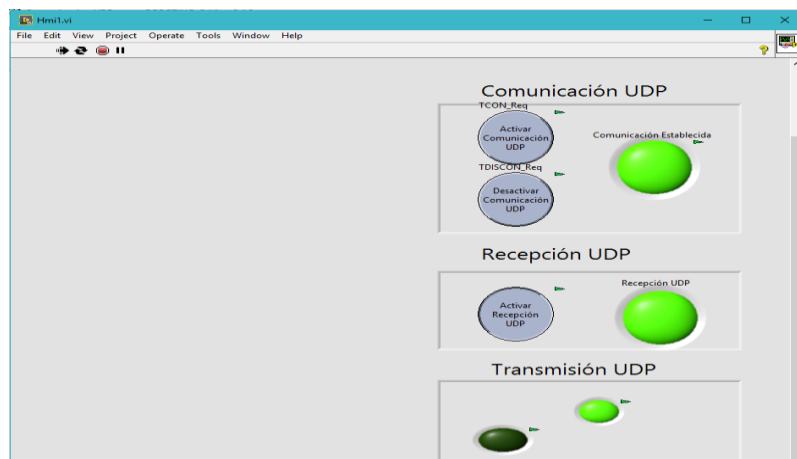 Hmi1.vi
File Edit View Project Operate Tools Window Help
Comunicación UDP
TCON_Req
Activar
Comunicación
UDP
Comunicación Establecida
TDISCON_Req
Desactivar
Comunicación
UDP
Recepción UDP
Activar
Recepción
UDP
Recepción UDP
Transmisión UDP